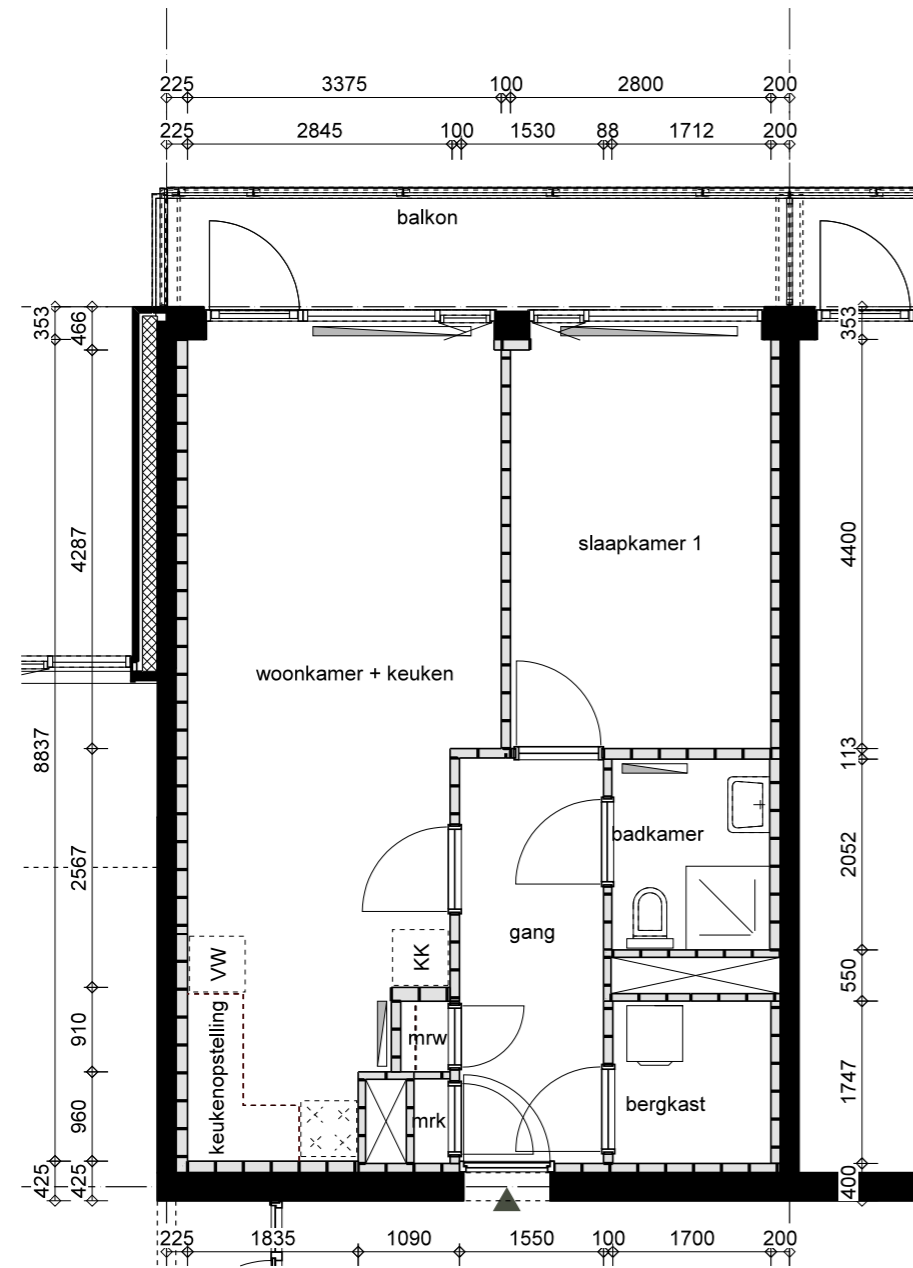 225 3375 100 2800 200
225 2845 100 1530 88 1712 200
balkon
353 466 353
4287 slaapkamer 1 4400
woonkamer + keuken
8837 113
badkamer
2567 2052
gang
VW KK
550
910 keukenopstelling mrw
1747
960 mrk bergkast
425 425 400
225 1835 1090 1550 100 1700 200